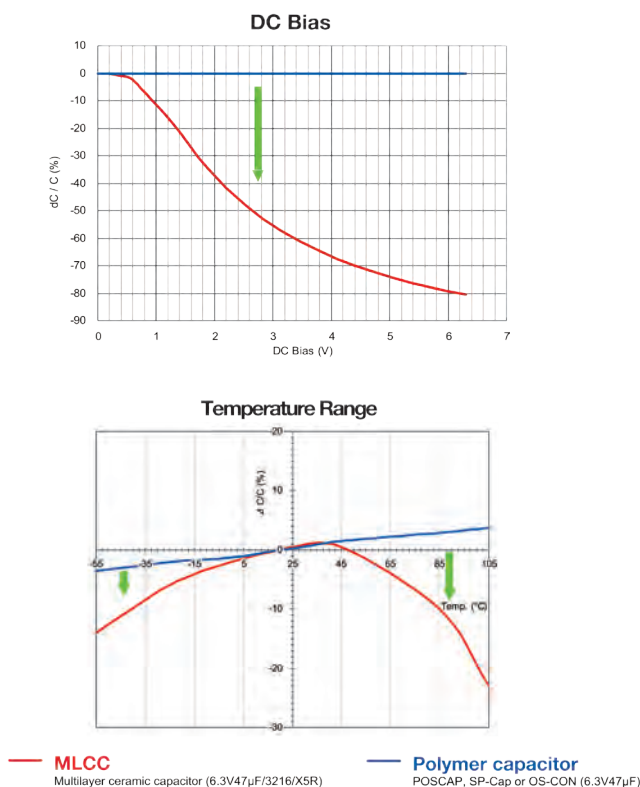 DC Bias
10
0
-10
-20
-30
-40
-50
-60
-70
-80
-90
dC / C (%)
0 1 2 3 4 5 6 7
DC Bias (V)
Temperature Range
20
⊿ C/C (%)
10
0
-55 -35 -15 5 25 45 65 85 105
Temp. (°C)
-10
-20
-30
MLCC
Multilayer ceramic capacitor (6.3V47µF/3216/X5R)
Polymer capacitor
POSCAP, SP-Cap or OS-CON (6.3V47µF)